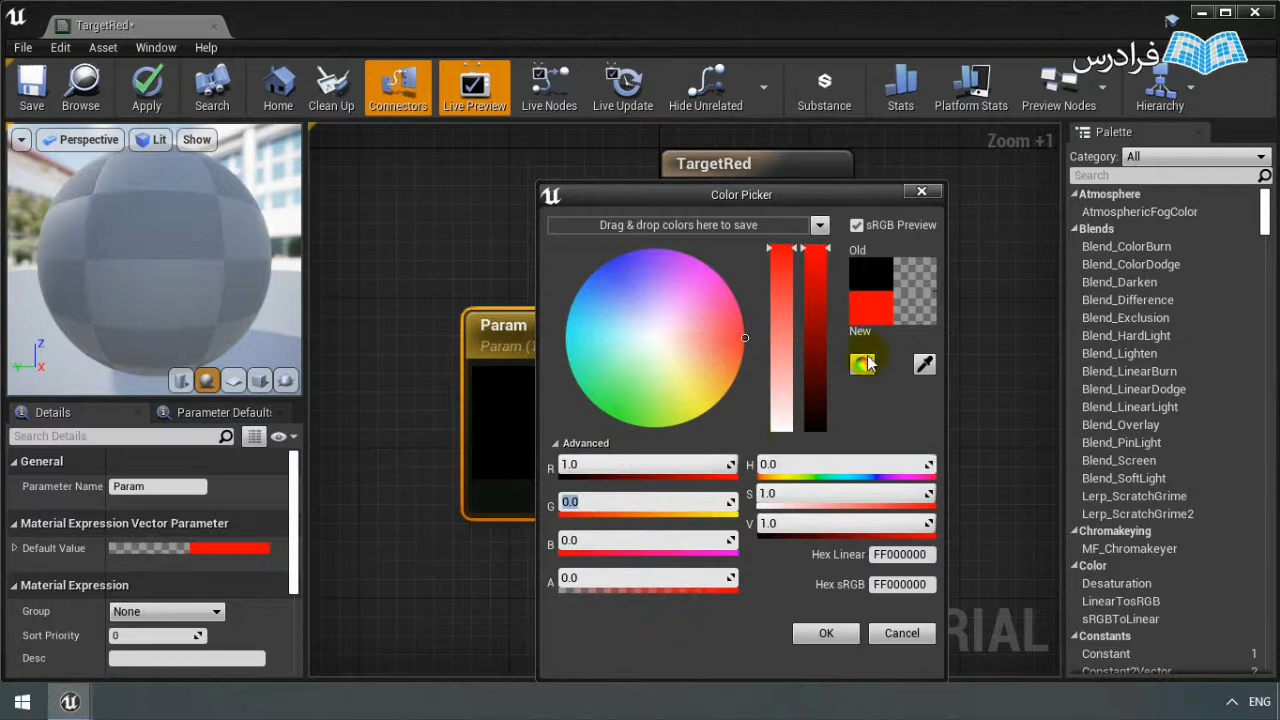 TargetRed*
File Edit Asset Window Help
فرادرس
Save Browse Apply Search Home Clean Up Connectors Live Preview Live Nodes Live Update Hide Unrelated Substance Stats Platform Stats Preview Nodes Hierarchy
Perspective Lit Show
Zoom +1
Palette
Category: All
Search
Atmosphere
AtmosphericFogColor
Blends
Blend_ColorBurn
Blend_ColorDodge
Blend_Darken
Blend_Difference
Blend_Exclusion
Blend_HardLight
Blend_Lighten
Blend_LinearBurn
Blend_LinearDodge
Blend_LinearLight
Blend_Overlay
Blend_PinLight
Blend_Screen
Blend_SoftLight
Lerp_ScratchGrime
Lerp_ScratchGrime2
Chromakeying
MF_Chromakeyer
Color
Desaturation
LinearTosRGB
sRGBToLinear
Constants
Constant 1
Constant2Vector 2
TargetRed
Param
Param (1
Color Picker
Drag & drop colors here to save
sRGB Preview
Old
New
Advanced
R 1.0
G 0.0
B 0.0
A 0.0
H 0.0
S 1.0
V 1.0
Hex Linear FF000000
Hex sRGB FF000000
OK Cancel
RIAL
Z
Y
X
Details Parameter Defaults
Search Details
General
Parameter Name Param
Material Expression Vector Parameter
Default Value
Material Expression
Group None
Sort Priority 0
Desc
ENG